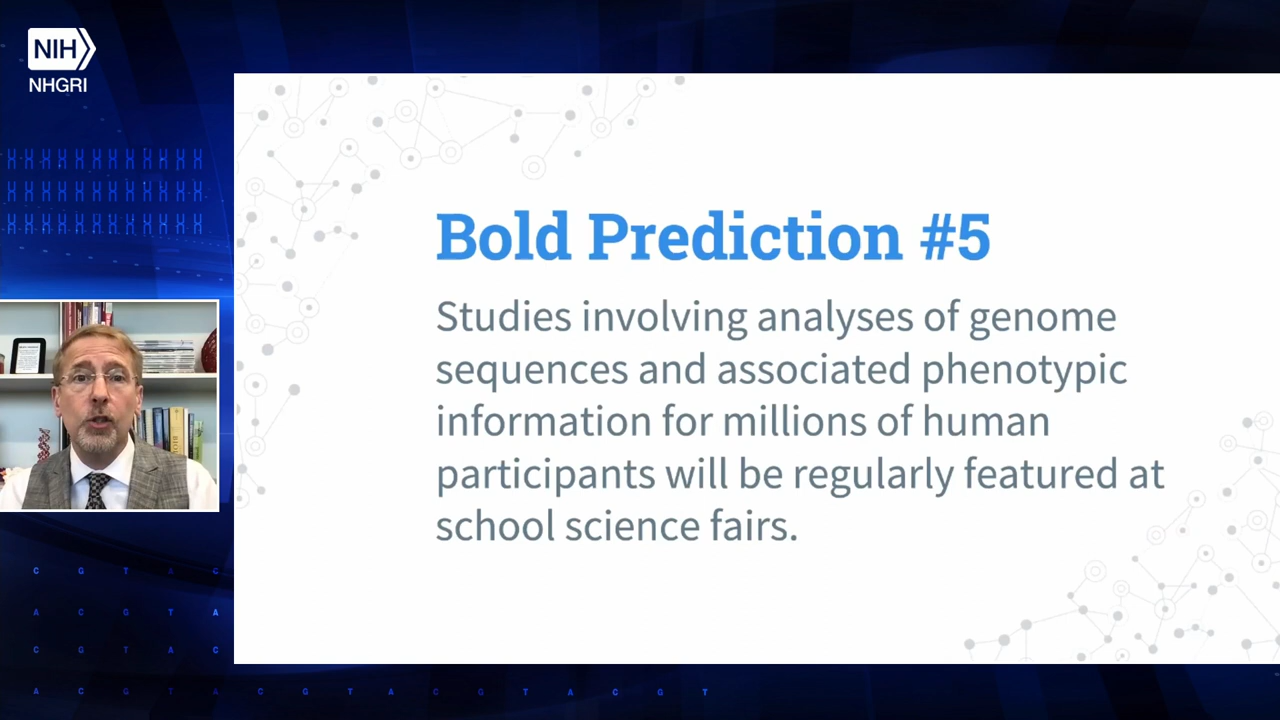 NIH
NHGRI
Bold Prediction #5
Studies involving analyses of genome
sequences and associated phenotypic
information for millions of human
participants will be regularly featured at
school science fairs.
C G T A C
A C G T A
C G T A C
A C G T A C G T A C G T A C G T